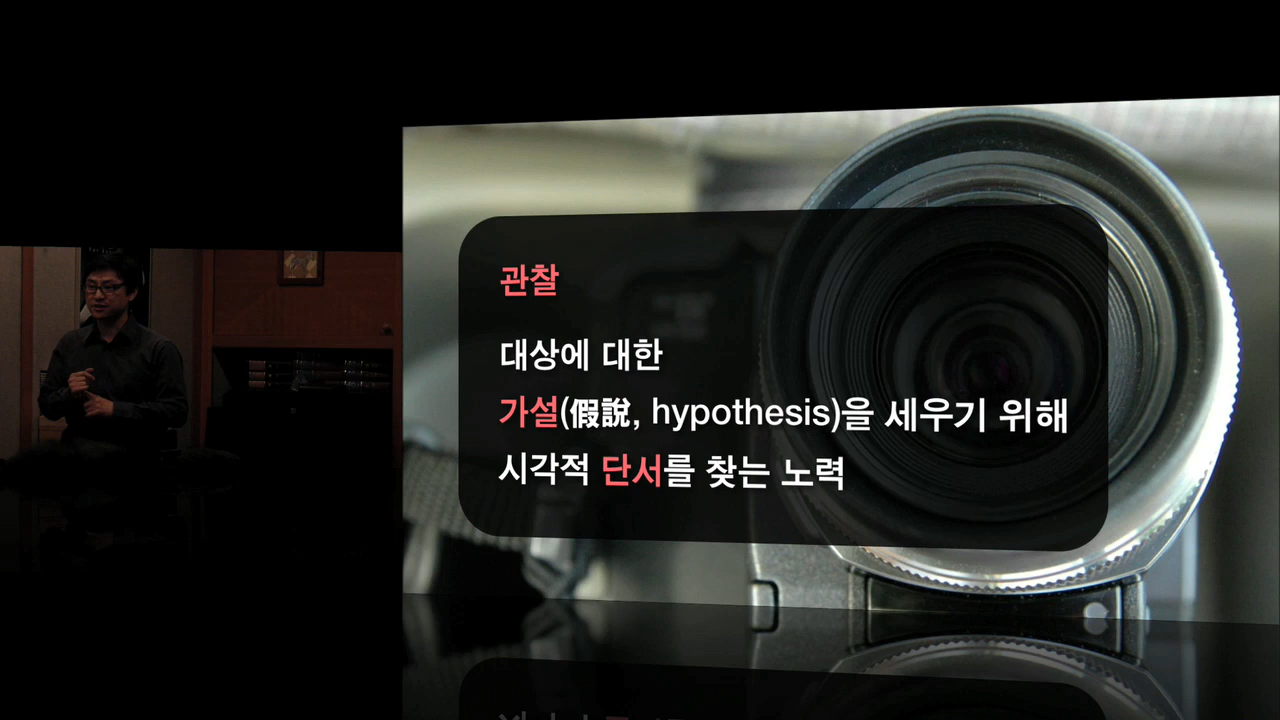 관찰
대상에 대한
가설(假說, hypothesis)을 세우기 위해
시각적 단서를 찾는 노력